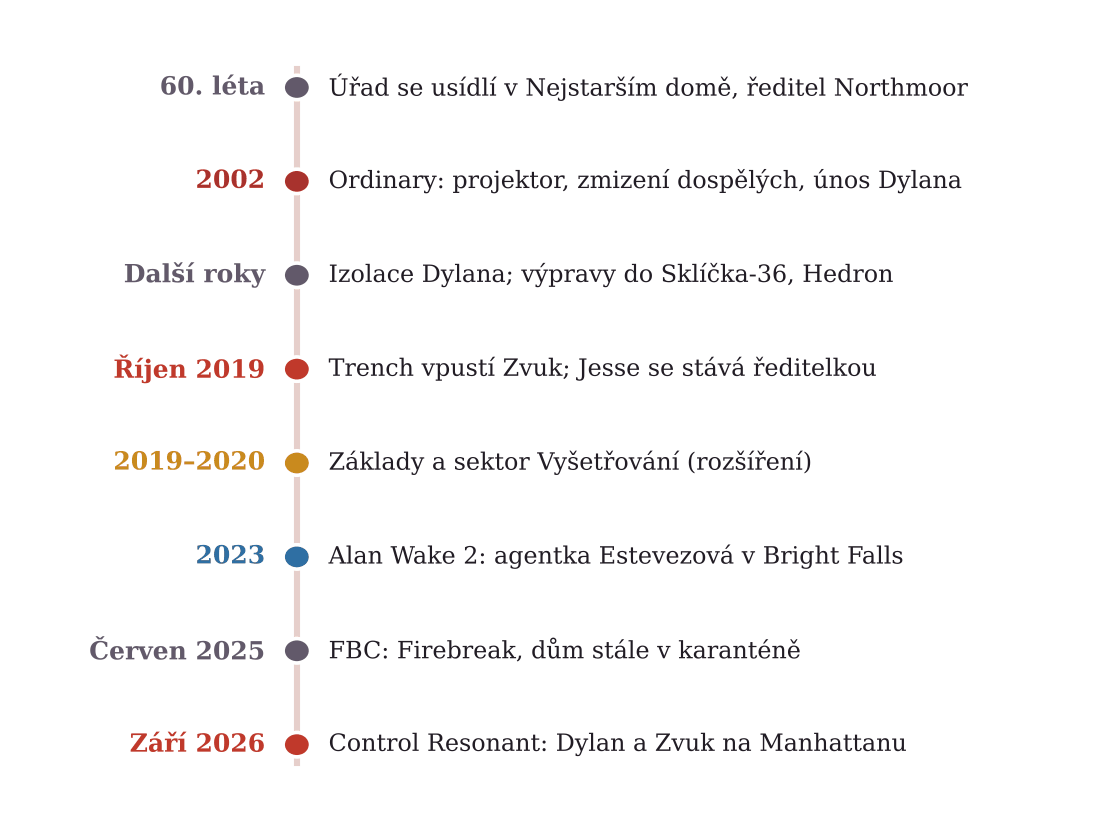 60. léta Úřad se usídlí v Nejstarším domě, ředitel Northmoor
2002 Ordinary: projektor, zmizení dospělých, únos Dylana
Další roky Izolace Dylana; výpravy do Sklíčka-36, Hedron
Říjen 2019 Trench vpustí Zvuk; Jesse se stává ředitelkou
2019–2020 Základy a sektor Vyšetřování (rozšíření)
2023 Alan Wake 2: agentka Estevezová v Bright Falls
Červen 2025 FBC: Firebreak, dům stále v karanténě
Září 2026 Control Resonant: Dylan a Zvuk na Manhattanu